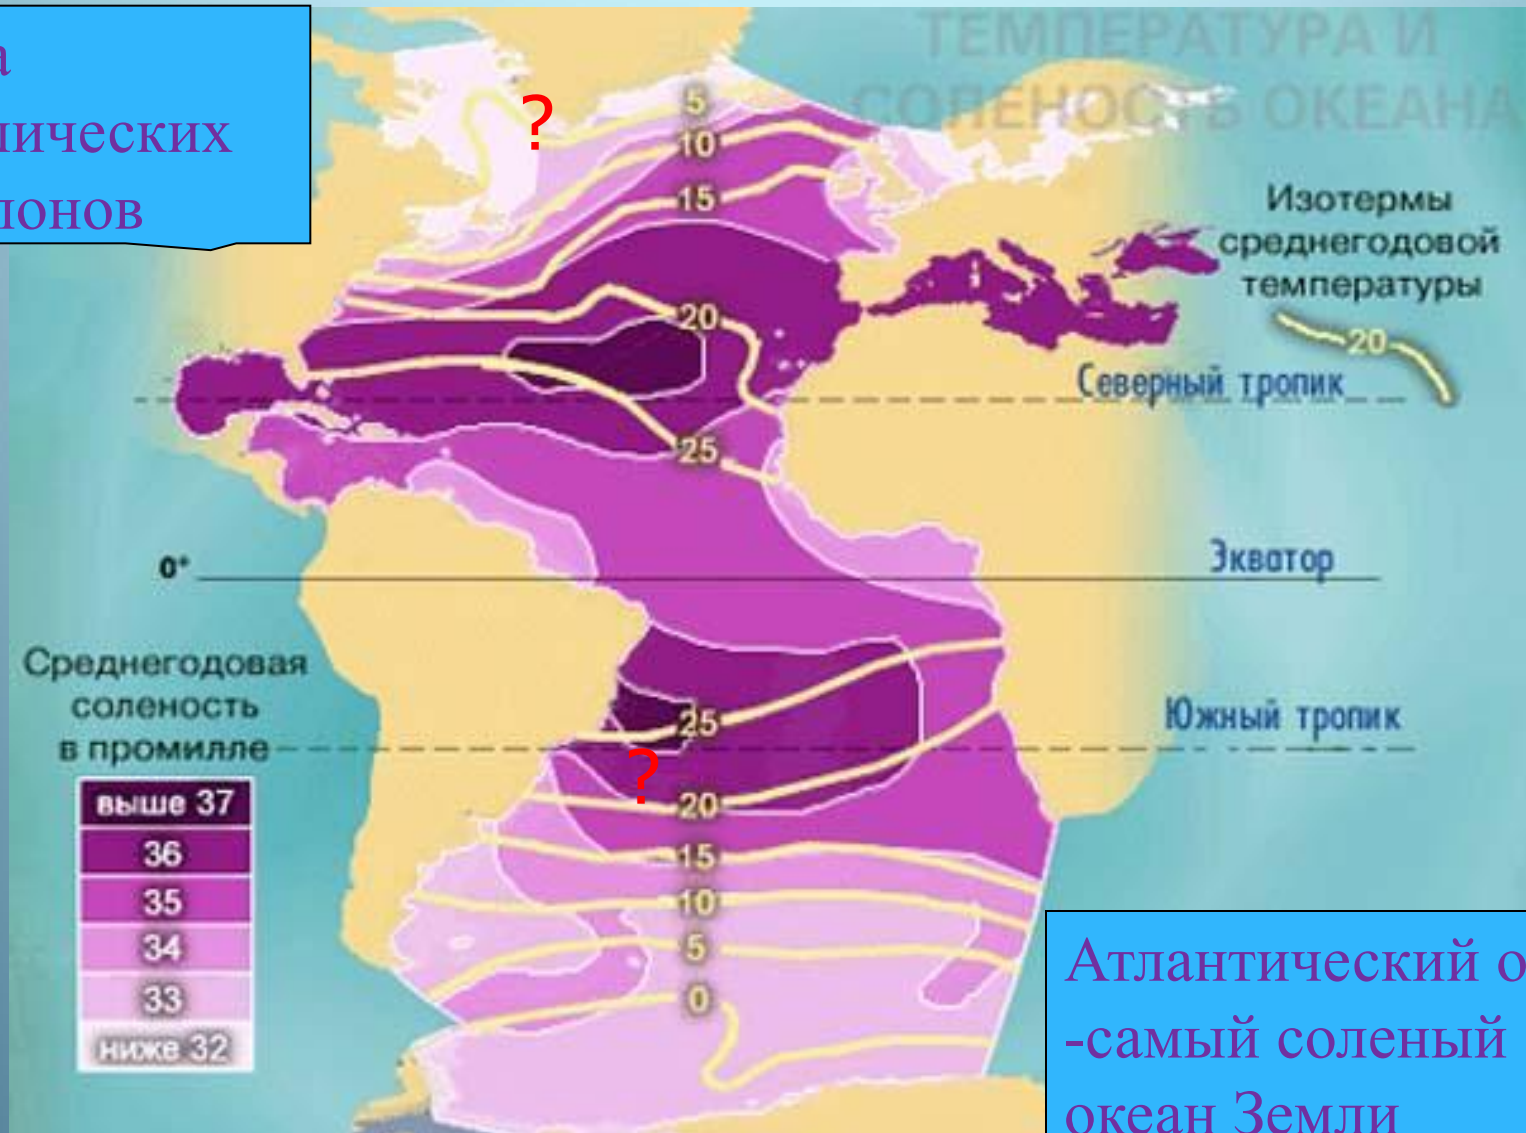 ТЕМПЕРАТУРА И
СОЛЕНОСТЬ ОКЕАНА
а
ических
лонов
?
5
10
15
Изотермы
среднегодовой
температуры
20
20
Северный тропик
25
0°
Экватор
Среднегодовая
соленость
в промилле
выше 37
36
35
34
33
ниже 32
25
Южный тропик
?
20
15
10
5
0
Атлантический о
-самый соленый
океан Земли